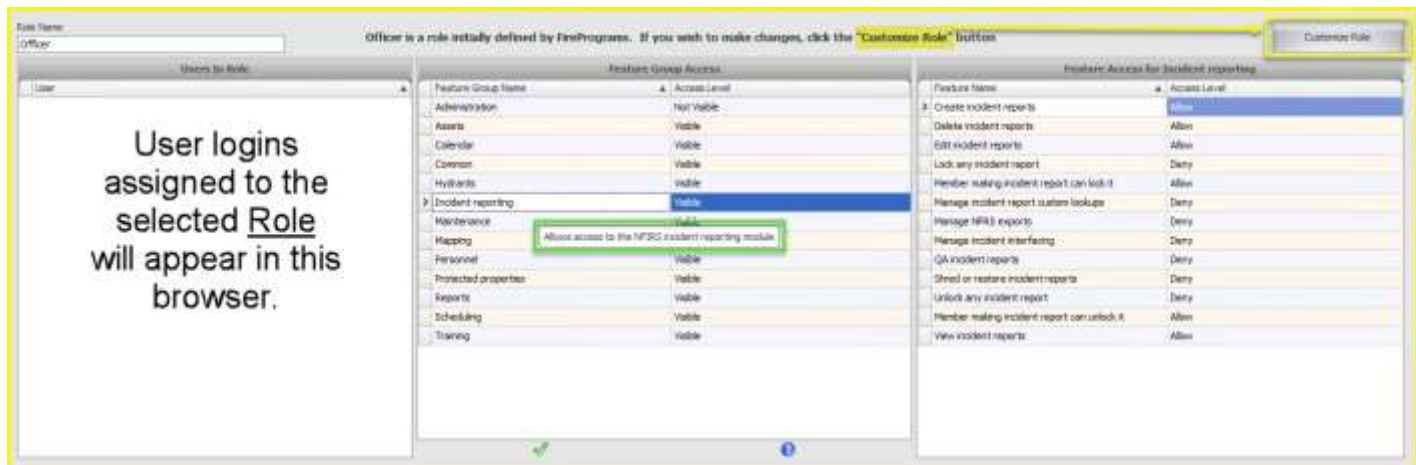 Role Name
Officer
Officer is a role initially defined by FirePrograms. If you wish to make changes, click the "Customize Role" button
Customize Role
Users In Role
User
User logins
assigned to the
selected Role
will appear in this
browser.
Feature Group Access
Feature Group Name Access Level
Administration Not Visible
Assets Visible
Calendar Visible
Common Visible
Hydrants Visible
Incident reporting Visible
Maintenance Visible
Mapping
Allows access to the NFIRS incident reporting module
Personnel Visible
Protected properties Visible
Reports Visible
Scheduling Visible
Training Visible
Feature Access for Incident reporting
Feature Name Access Level
Create incident reports Allow
Delete incident reports Allow
Edit incident reports Allow
Lock any incident report Deny
Member making incident report can lock it Allow
Manage incident report custom lookups Deny
Manage NFIRS exports Deny
Manage incident interfacing Deny
QA incident reports Deny
Shred or restore incident reports Deny
Unlock any incident report Deny
Member making incident report can unlock it Allow
View incident reports Allow